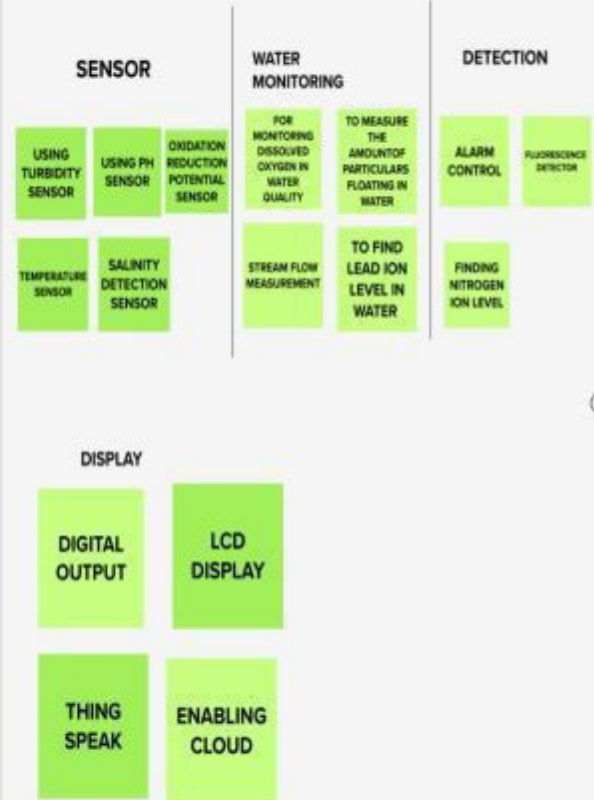 SENSOR
USING
TURBIDITY
SENSOR
USING PH
SENSOR
OXIDATION
REDUCTION
POTENTIAL
SENSOR
TEMPERATURE
SENSOR
SALINITY
DETECTION
SENSOR
WATER
MONITORING
FOR
MONITORING
DISSOLVED
OXYGEN IN
WATER
QUALITY
TO MEASURE
THE
AMOUNTOF
PARTICULARS
FLOATING IN
WATER
STREAM FLOW
MEASUREMENT
TO FIND
LEAD ION
LEVEL IN
WATER
DETECTION
ALARM
CONTROL
FLUORESCENCE
DETECTOR
FINDING
NITROGEN
ION LEVEL
DISPLAY
DIGITAL
OUTPUT
LCD
DISPLAY
THING
SPEAK
ENABLING
CLOUD